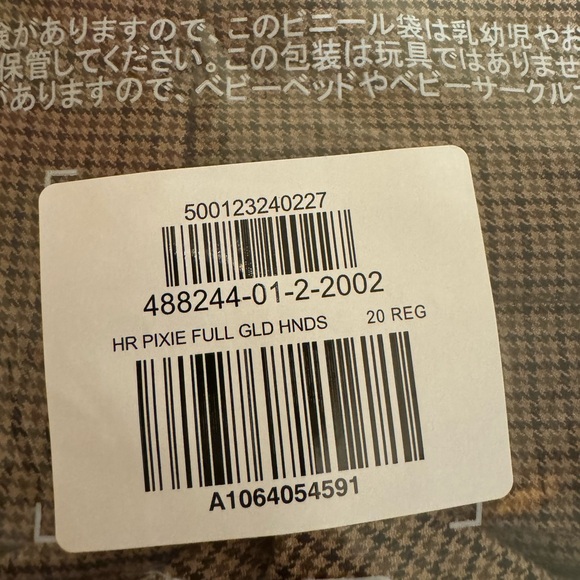 がありますので、このビニール袋は乳幼児や
保管してください。この包装は玩具ではありませ
がありますので、ベビーベッドやベビーサークル
500123240227
488244-01-2-2002
HR PIXIE FULL GLD HNDS 20 REG
A1064054591